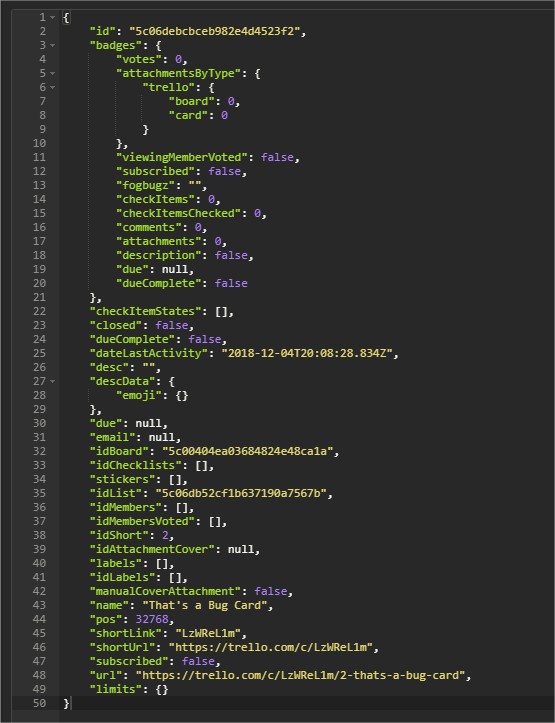 1 {
2 "id": "5c06debcbceb982e4d4523f2",
3 "badges": {
4 "votes": 0,
5 "attachmentsByType": {
6 "trello": {
7 "board": 0,
8 "card": 0
9 }
10 },
11 "viewingMemberVoted": false,
12 "subscribed": false,
13 "fogbugz": "",
14 "checkItems": 0,
15 "checkItemsChecked": 0,
16 "comments": 0,
17 "attachments": 0,
18 "description": false,
19 "due": null,
20 "dueComplete": false
21 },
22 "checkItemStates": [],
23 "closed": false,
24 "dueComplete": false,
25 "dateLastActivity": "2018-12-04T20:08:28.834Z",
26 "desc": "",
27 "descData": {
28 "emoji": {}
29 },
30 "due": null,
31 "email": null,
32 "idBoard": "5c00404ea03684824e48ca1a",
33 "idChecklists": [],
34 "stickers": [],
35 "idList": "5c06db52cf1b637190a7567b",
36 "idMembers": [],
37 "idMembersVoted": [],
38 "idShort": 2,
39 "idAttachmentCover": null,
40 "labels": [],
41 "idLabels": [],
42 "manualCoverAttachment": false,
43 "name": "That's a Bug Card",
44 "pos": 32768,
45 "shortLink": "LzWReL1m",
46 "shortUrl": "https://trello.com/c/LzWReL1m",
47 "subscribed": false,
48 "url": "https://trello.com/c/LzWReL1m/2-thats-a-bug-card",
49 "limits": {}
50 }